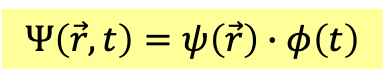 Ψ(r⃗, t) = ψ(r⃗) · ϕ(t)